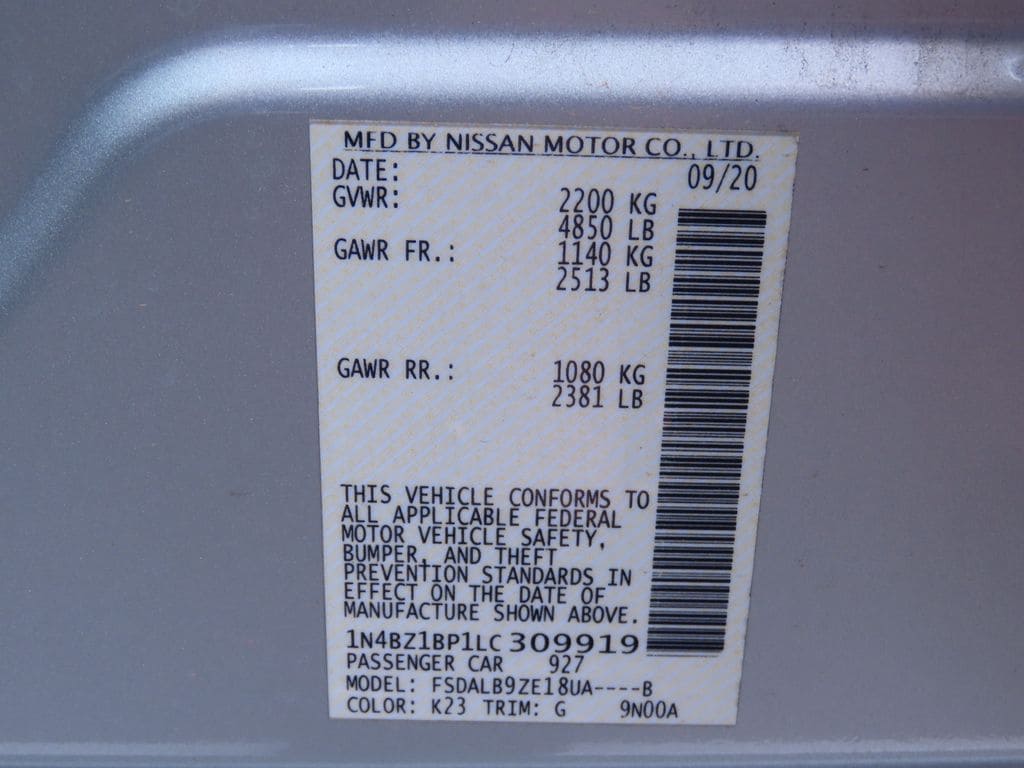 MFD BY NISSAN MOTOR CO., LTD.
DATE: 09/20
GVWR: 2200 KG
4850 LB
GAWR FR.: 1140 KG
2513 LB
GAWR RR.: 1080 KG
2381 LB
THIS VEHICLE CONFORMS TO
ALL APPLICABLE FEDERAL
MOTOR VEHICLE SAFETY,
BUMPER, AND THEFT
PREVENTION STANDARDS IN
EFFECT ON THE DATE OF
MANUFACTURE SHOWN ABOVE.
1N4BZ1BP1LC 309919
PASSENGER CAR 927
MODEL: FSDALB9ZE18UA----B
COLOR: K23 TRIM: G 9N00A